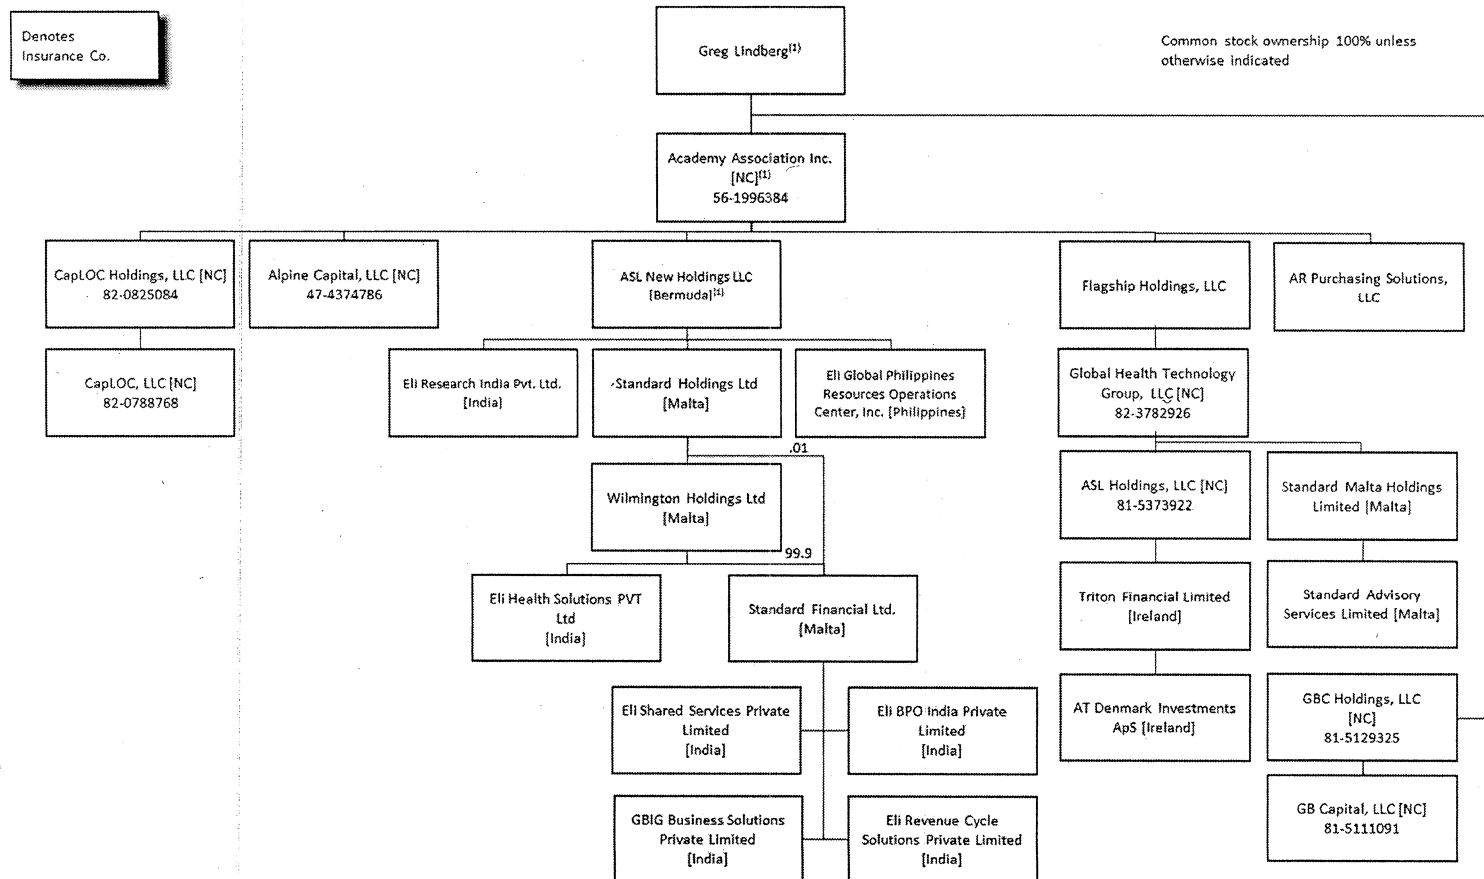 Denotes
Insurance Co.
Greg Lindberg(1)
Common stock ownership 100% unless
otherwise indicated
Academy Association Inc.
[NC](1)
56-1996384
CapLOC Holdings, LLC [NC]
82-0825084
Alpine Capital, LLC [NC]
47-4374786
ASL New Holdings LLC
[Bermuda](1)
Flagship Holdings, LLC
AR Purchasing Solutions,
LLC
CapLOC, LLC [NC]
82-0788768
Eli Research India Pvt. Ltd.
[India]
Standard Holdings Ltd
[Malta]
Eli Global Philippines
Resources Operations
Center, Inc. [Philippines]
Global Health Technology
Group, LLC [NC]
82-3782926
.01
Wilmington Holdings Ltd
[Malta]
ASL Holdings, LLC [NC]
81-5373922
Standard Malta Holdings
Limited [Malta]
99.9
Eli Health Solutions PVT
Ltd
[India]
Standard Financial Ltd.
[Malta]
Triton Financial Limited
[Ireland]
Standard Advisory
Services Limited [Malta]
Eli Shared Services Private
Limited
[India]
Eli BPO India Private
Limited
[India]
AT Denmark Investments
ApS [Ireland]
GBC Holdings, LLC
[NC]
81-5129325
GBIG Business Solutions
Private Limited
[India]
Eli Revenue Cycle
Solutions Private Limited
[India]
GB Capital, LLC [NC]
81-5111091